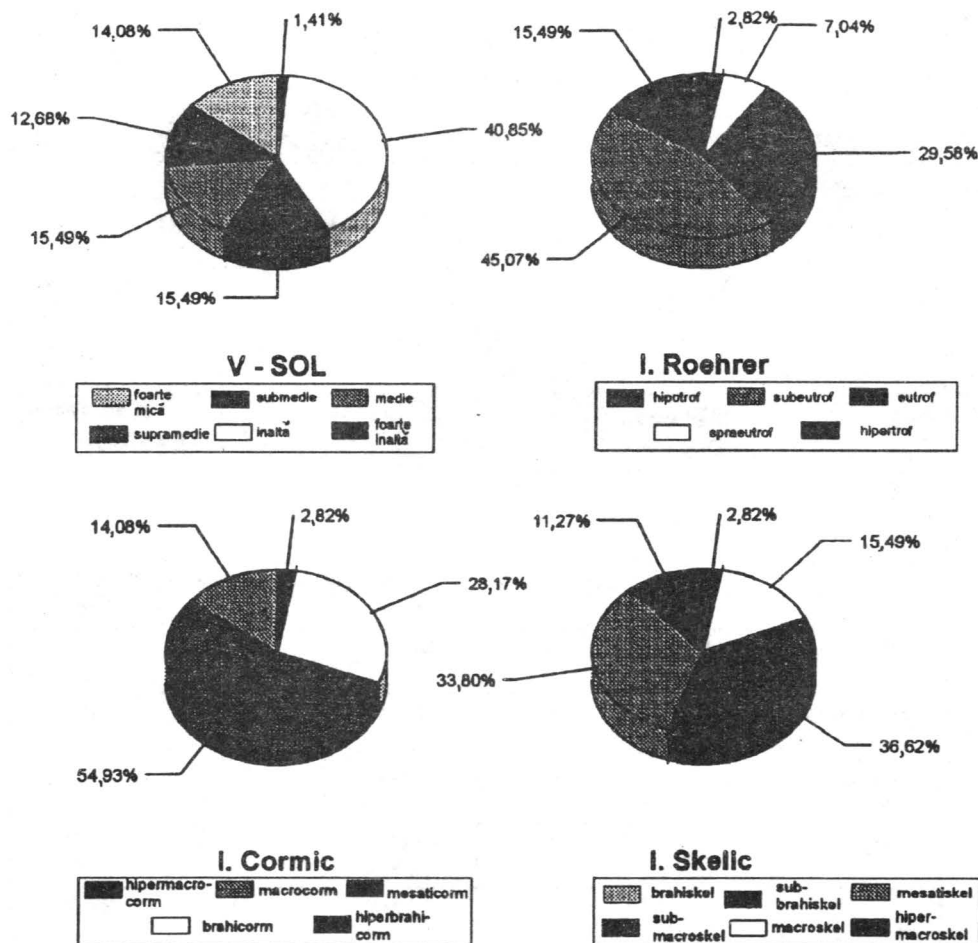 14,08%
1,41%
12,68%
40,85%
15,49%
15,49%
V - SOL
foarte mică
submedie
medie
supramedie
inaltă
foarte inaltă
15,49%
2,82%
7,04%
29,58%
45,07%
I. Roehrer
hipotrof
subeutrof
eutrof
spraeutrof
hipertrof
14,08%
2,82%
28,17%
54,93%
I. Cormic
hipermacro-
corm
macrocorm
mesaticorm
brahicorm
hiperbrahi-
corm
11,27%
2,82%
15,49%
33,80%
36,62%
I. Skelic
brahiskel
sub-
brahiskel
mesatiskel
sub-
macroskel
macroskel
hiper-
macroskel